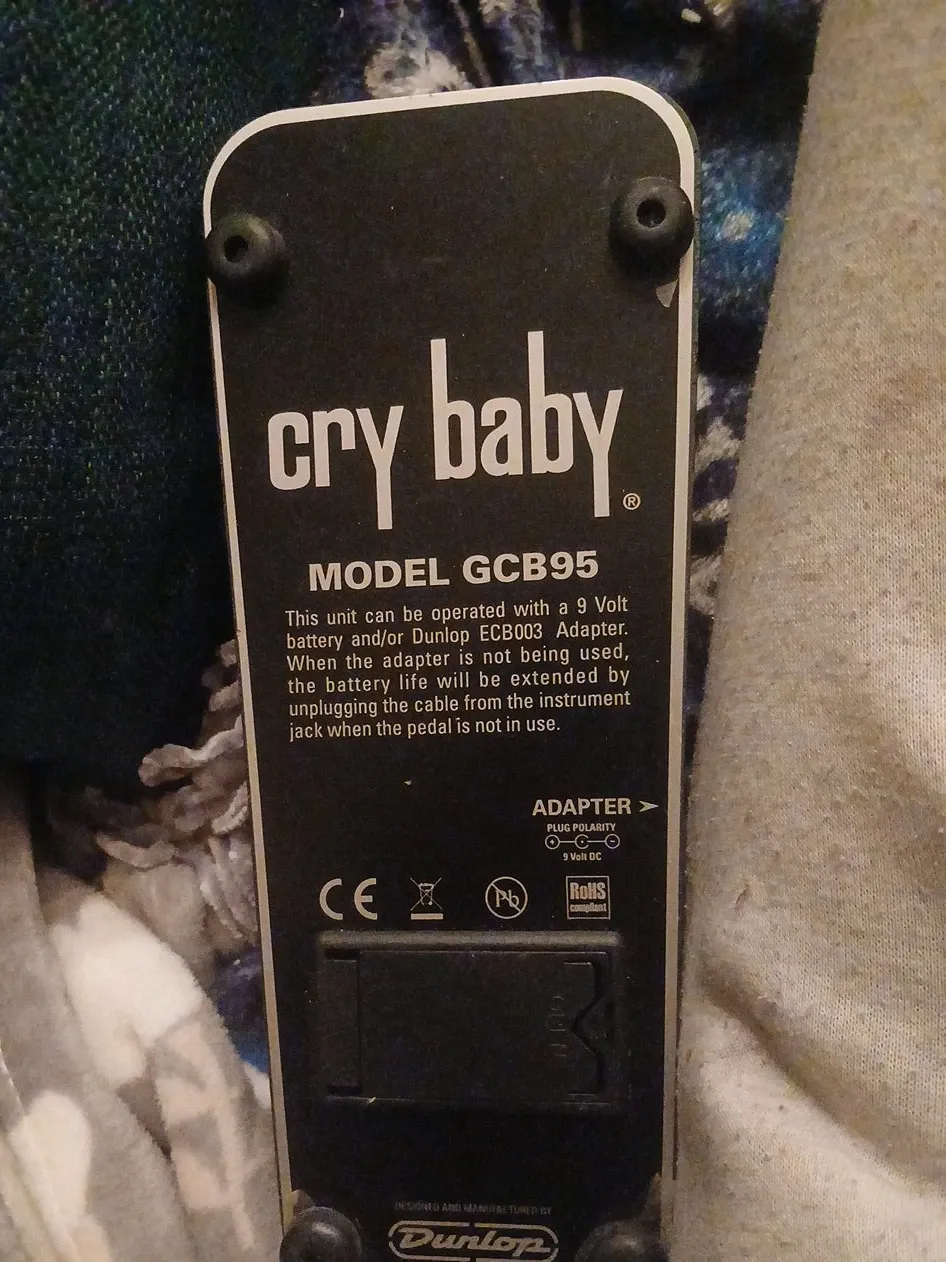 cry baby ®
MODEL GCB95
This unit can be operated with a 9 Volt
battery and/or Dunlop ECB003 Adapter.
When the adapter is not being used,
the battery life will be extended by
unplugging the cable from the instrument
jack when the pedal is not in use.
ADAPTER
PLUG POLARITY
+ C -
9 Volt DC
CE
Pb
RoHS
compliant
OPEN
DESIGNED AND MANUFACTURED BY
Dunlop